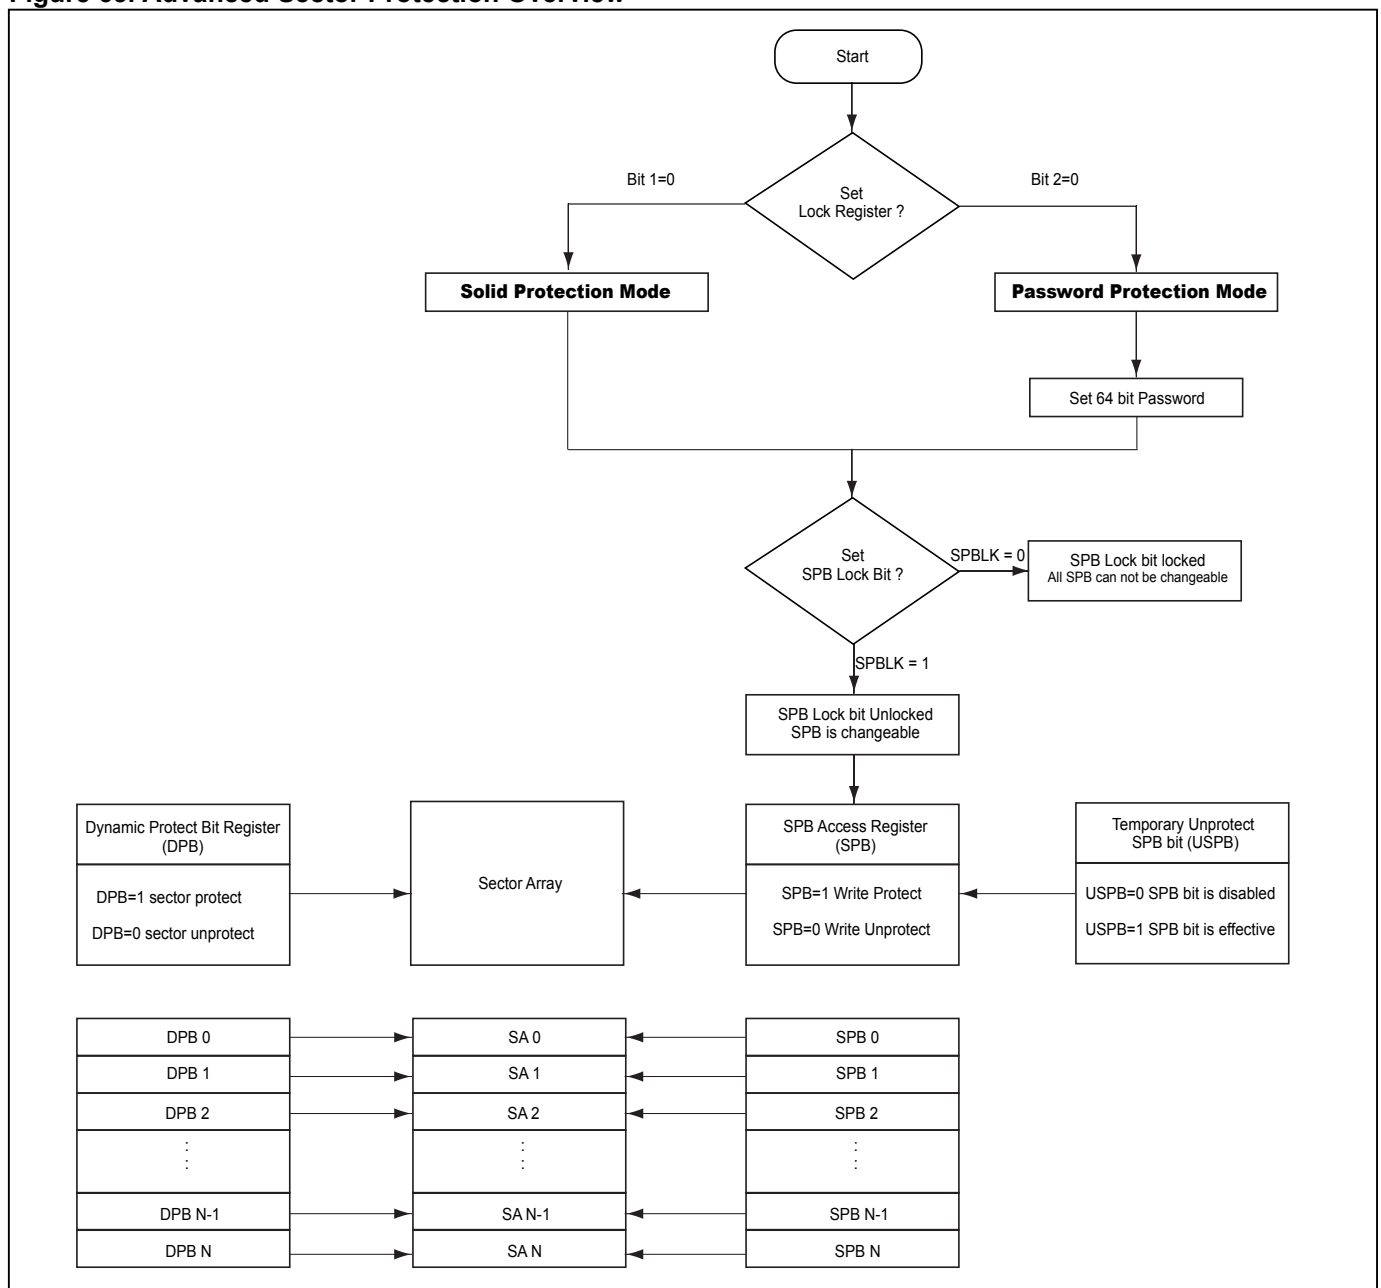 Start
Set
Lock Register ?
Bit 1=0
Bit 2=0
Solid Protection Mode
Password Protection Mode
Set 64 bit Password
Set
SPB Lock Bit ?
SPBLK = 0
SPB Lock bit locked
All SPB can not be changeable
SPBLK = 1
SPB Lock bit Unlocked
SPB is changeable
Dynamic Protect Bit Register
(DPB)
DPB=1 sector protect
DPB=0 sector unprotect
Sector Array
SPB Access Register
(SPB)
SPB=1 Write Protect
SPB=0 Write Unprotect
Temporary Unprotect
SPB bit (USPB)
USPB=0 SPB bit is disabled
USPB=1 SPB bit is effective
DPB 0
SA 0
SPB 0
DPB 1
SA 1
SPB 1
DPB 2
SA 2
SPB 2
DPB N-1
SA N-1
SPB N-1
DPB N
SA N
SPB N